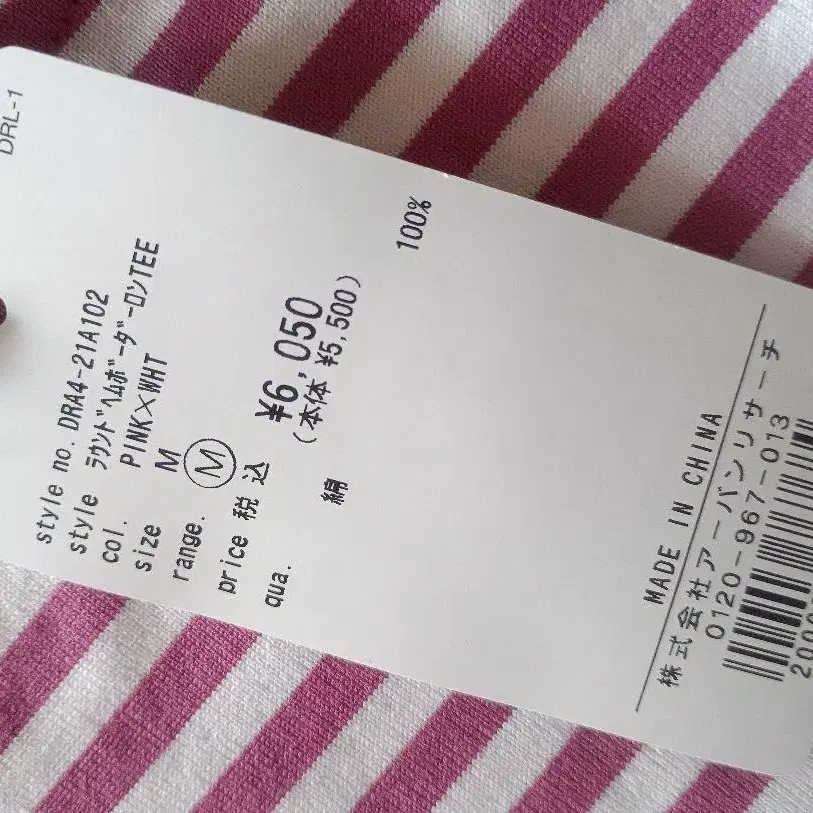 DRL-1
style no. DRA4-21A102
style ﾗｳﾝﾄﾞﾍﾑﾎﾞｰﾀﾞｰﾛﾝTEE
col. PINK×WHT
size M
range. M
price 税込 ¥6,050
(本体 ¥5,500)
qua. 綿 100%
MADE IN CHINA
株式会社アーバンリサーチ
0120-967-013